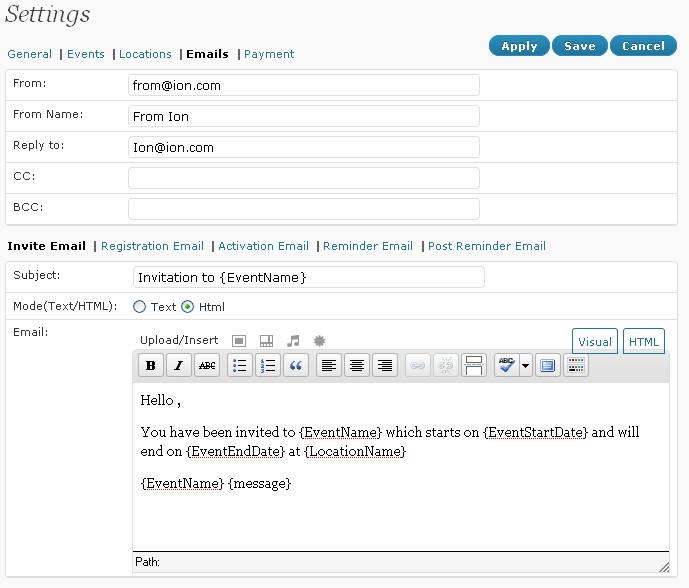 Settings
General | Events | Locations | Emails | Payment
Apply Save Cancel
From: from@ion.com
From Name: From Ion
Reply to: Ion@ion.com
CC:
BCC:
Invite Email | Registration Email | Activation Email | Reminder Email | Post Reminder Email
Subject: Invitation to {EventName}
Mode(Text/HTML): Text Html
Email:
Upload/Insert Visual HTML
B I ABC “ ABC
Hello ,
You have been invited to {EventName} which starts on {EventStartDate} and will
end on {EventEndDate} at {LocationName}
{EventName} {message}
Path: